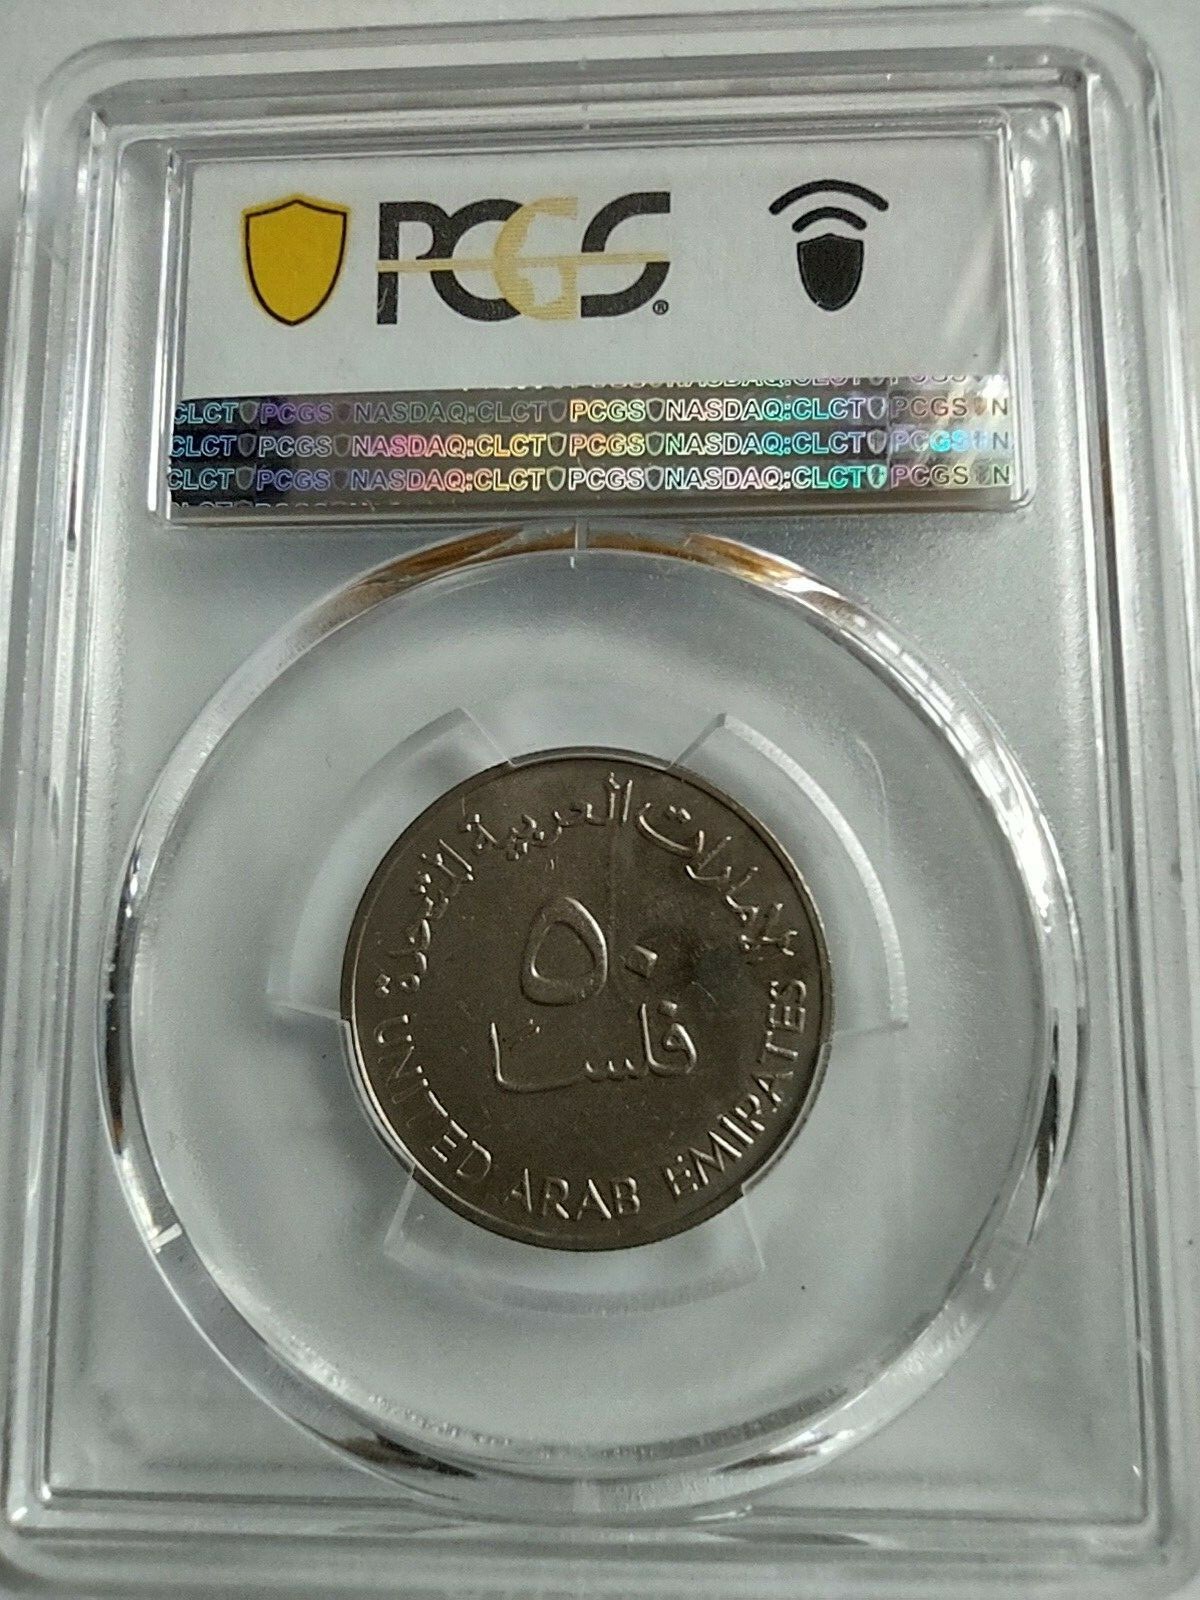 PCGS®
CLCT PCGS NASDAQ:CLCT PCGS NASDAQ:CLCT PCGS N
CLCT PCGS NASDAQ:CLCT PCGS NASDAQ:CLCT PCGS N
CLCT PCGS NASDAQ:CLCT PCGS NASDAQ:CLCT PCGS N
الإمارات العربية المتحدة
٥٠
فلسا
UNITED ARAB EMIRATES